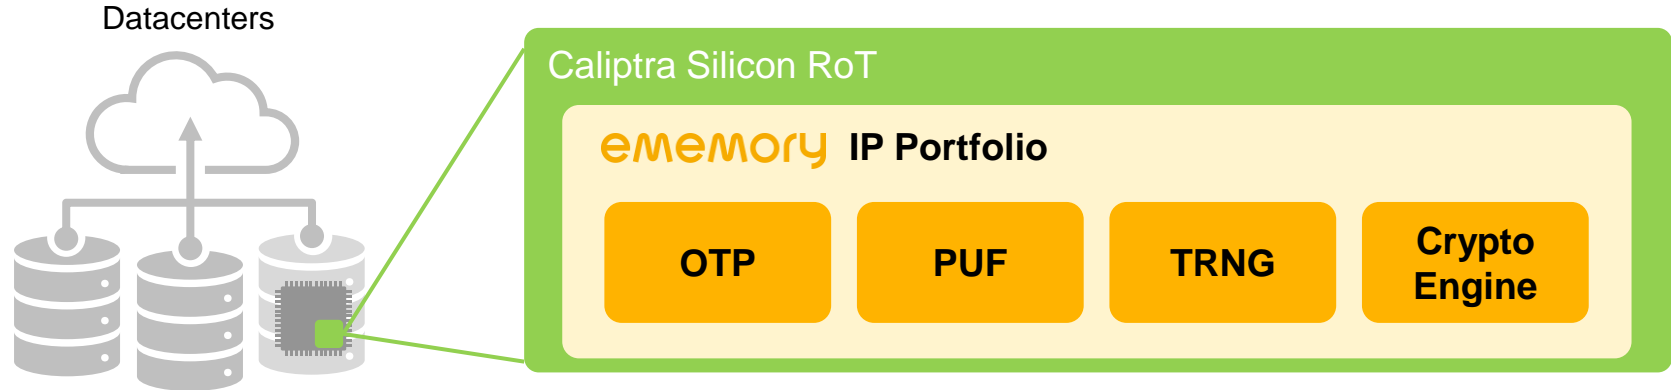 Datacenters
Caliptra Silicon RoT
ememory IP Portfolio
OTP
PUF
TRNG
Crypto
Engine